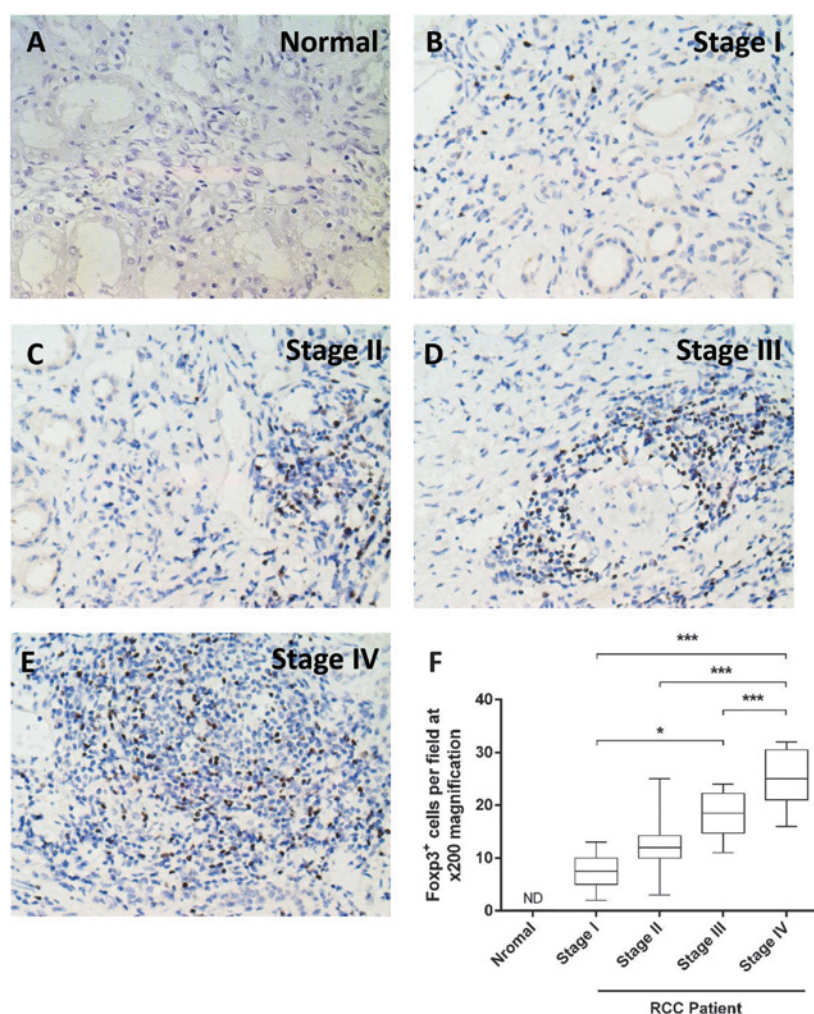 A Normal
B Stage I
C Stage II
D Stage III
E Stage IV
F
***
***
***
*
Foxp3+ cells per field at
x200 magnification
40
30
20
10
0
ND
Nromal
Stage I
Stage II
Stage III
Stage IV
RCC Patient